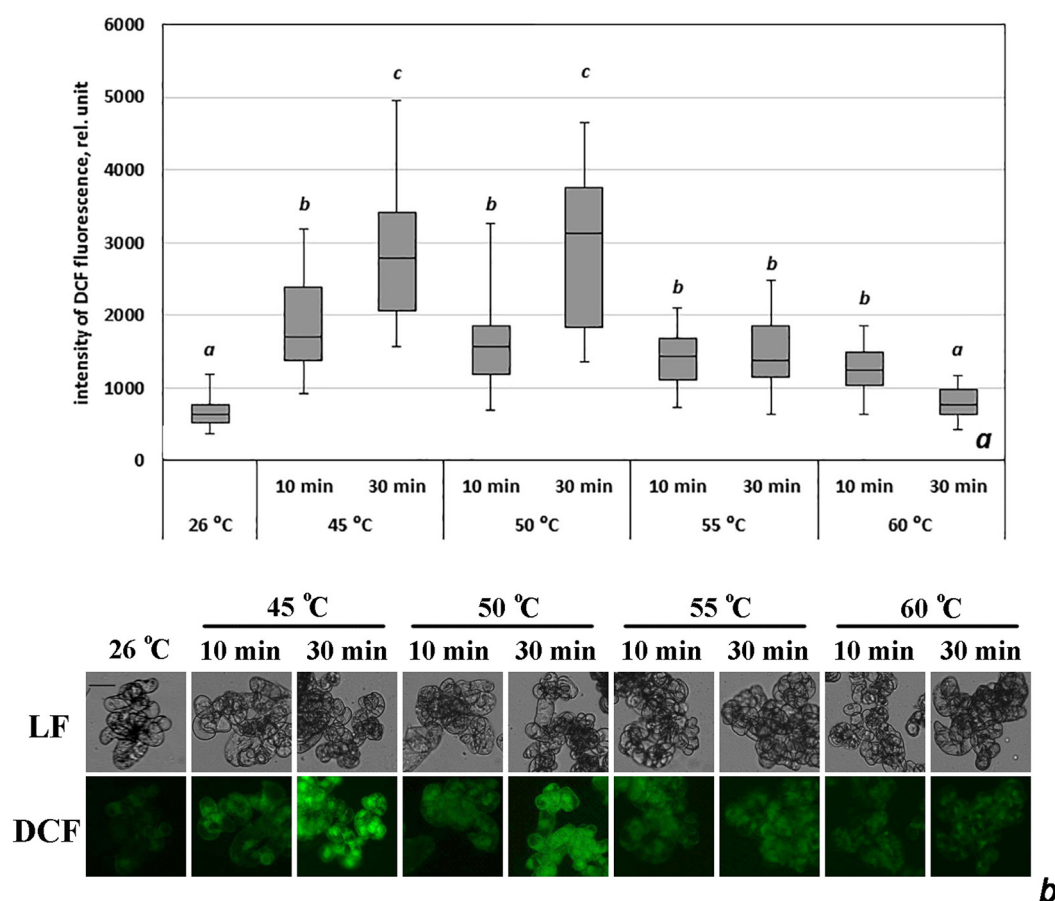 6000
5000
4000
3000
2000
1000
0
intensity of DCF fluorescence, rel. unit
a
b
c
b
c
b
b
b
a
a
10 min 30 min 10 min 30 min 10 min 30 min 10 min 30 min
26 °C 45 °C 50 °C 55 °C 60 °C
45 °C 50 °C 55 °C 60 °C
26 °C 10 min 30 min 10 min 30 min 10 min 30 min 10 min 30 min
LF
DCF
b